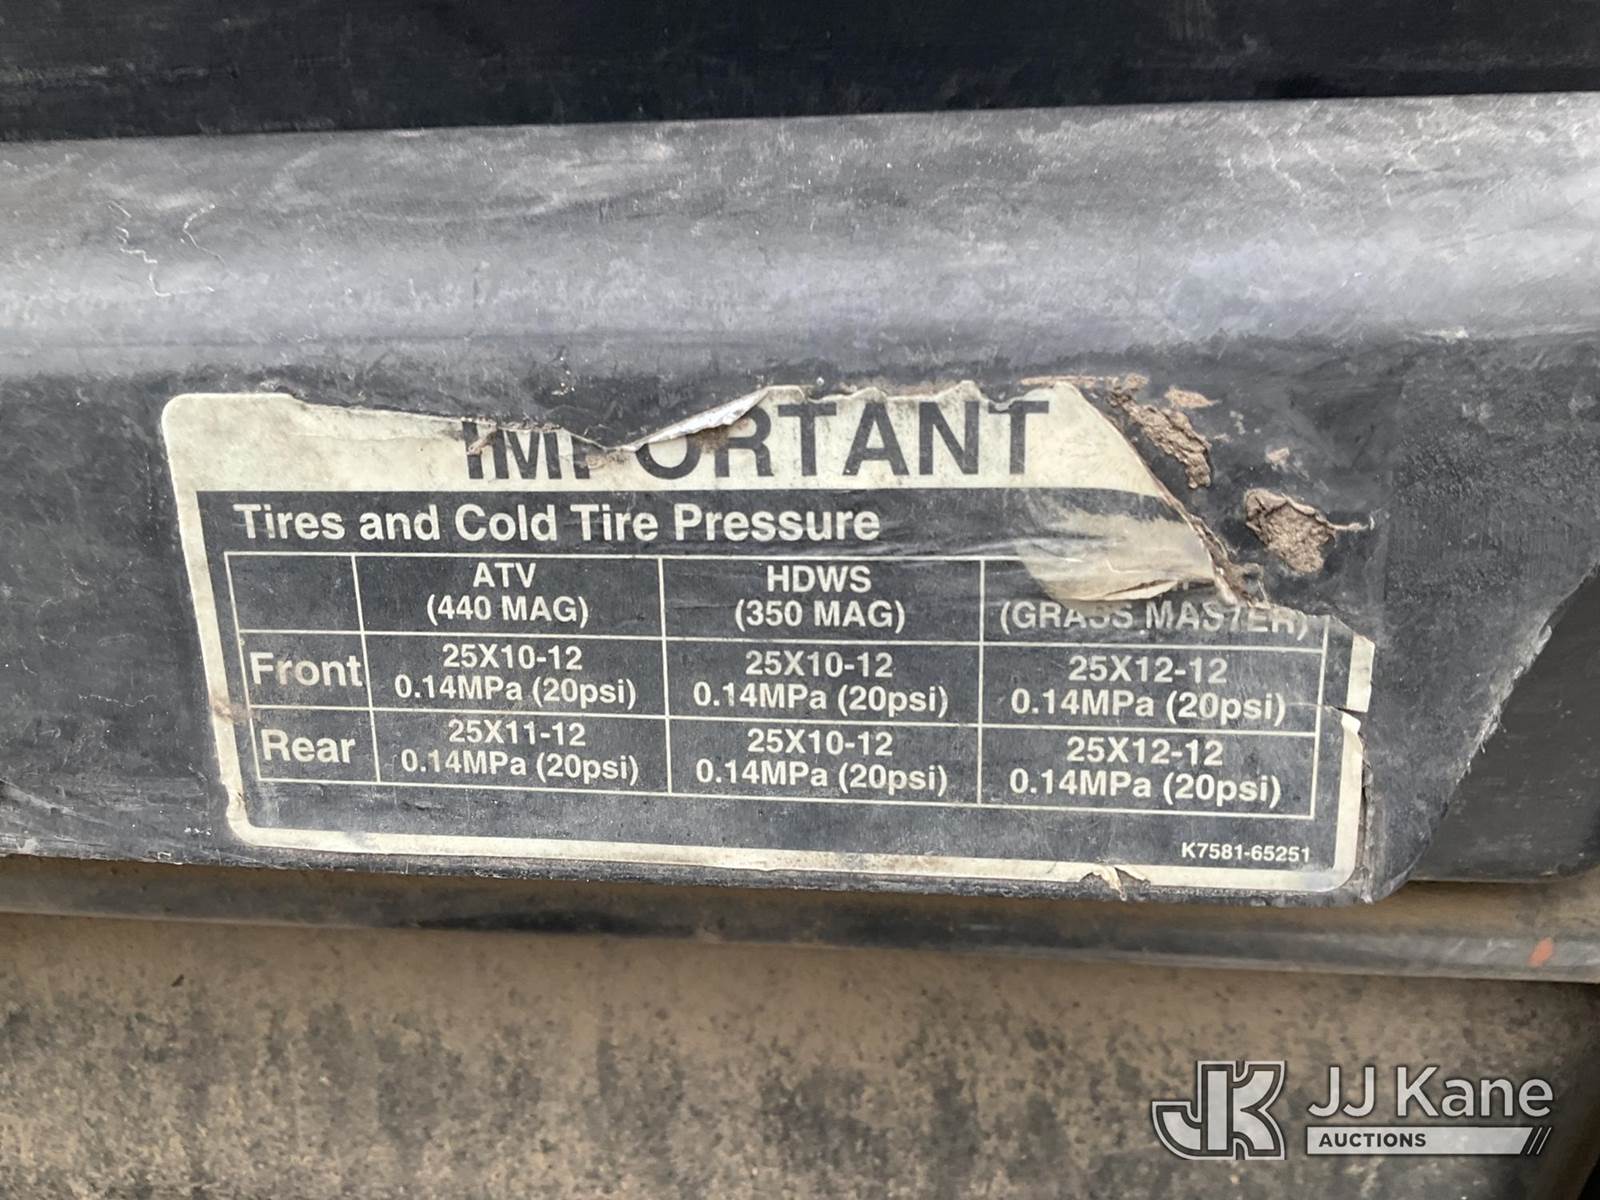 IMPORTANT
Tires and Cold Tire Pressure
ATV HDWS
(440 MAG) (350 MAG) (GRASS MASTER)
Front 25X10-12 25X10-12 25X12-12
0.14MPa (20psi) 0.14MPa (20psi) 0.14MPa (20psi)
Rear 25X11-12 25X10-12 25X12-12
0.14MPa (20psi) 0.14MPa (20psi) 0.14MPa (20psi)
K7581-65251
JK JJ Kane
AUCTIONS